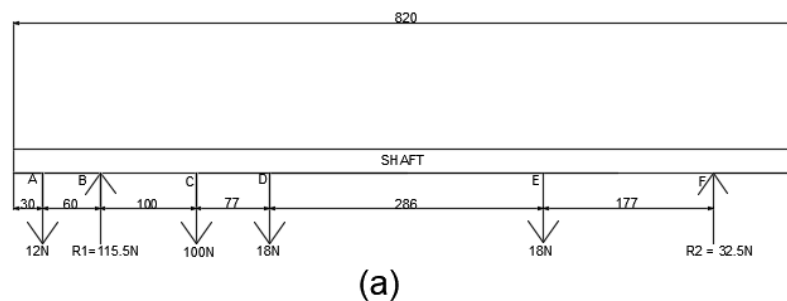 820
SHAFT
A B C D E F
30 60 100 77 286 177
12N R1=115.5N 100N 18N 18N R2 = 32.5N
(a)